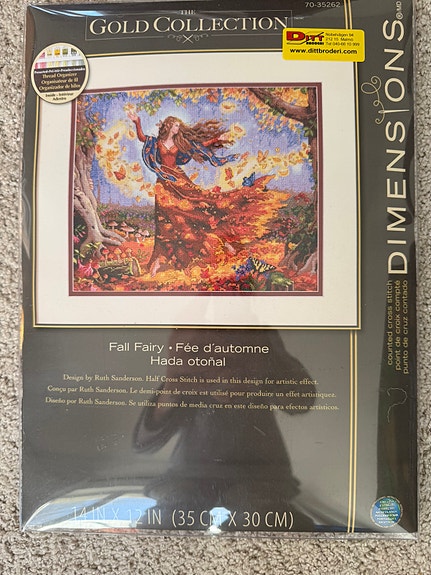 THE
GOLD COLLECTION
70-35262
DITT
BRODERI
212 15 Malmö
www.dittbroderi.com
Thread Organizer
Organisateur de fil
Organizador de hilos
DIMENSIONS®
counted cross stitch
point de croix compté
punto de cruz contado
Fall Fairy • Fée d'automne
Hada otoñal
Design by Ruth Sanderson. Half Cross Stitch is used in this design for artistic effect.
Conçu par Ruth Sanderson. Le demi-point de croix est utilisé pour produire un effet artistique.
Diseño por Ruth Sanderson. Se utiliza puntos de media cruz en este diseño para efectos artísticos.
14 IN X 12 IN (35 CM X 30 CM)